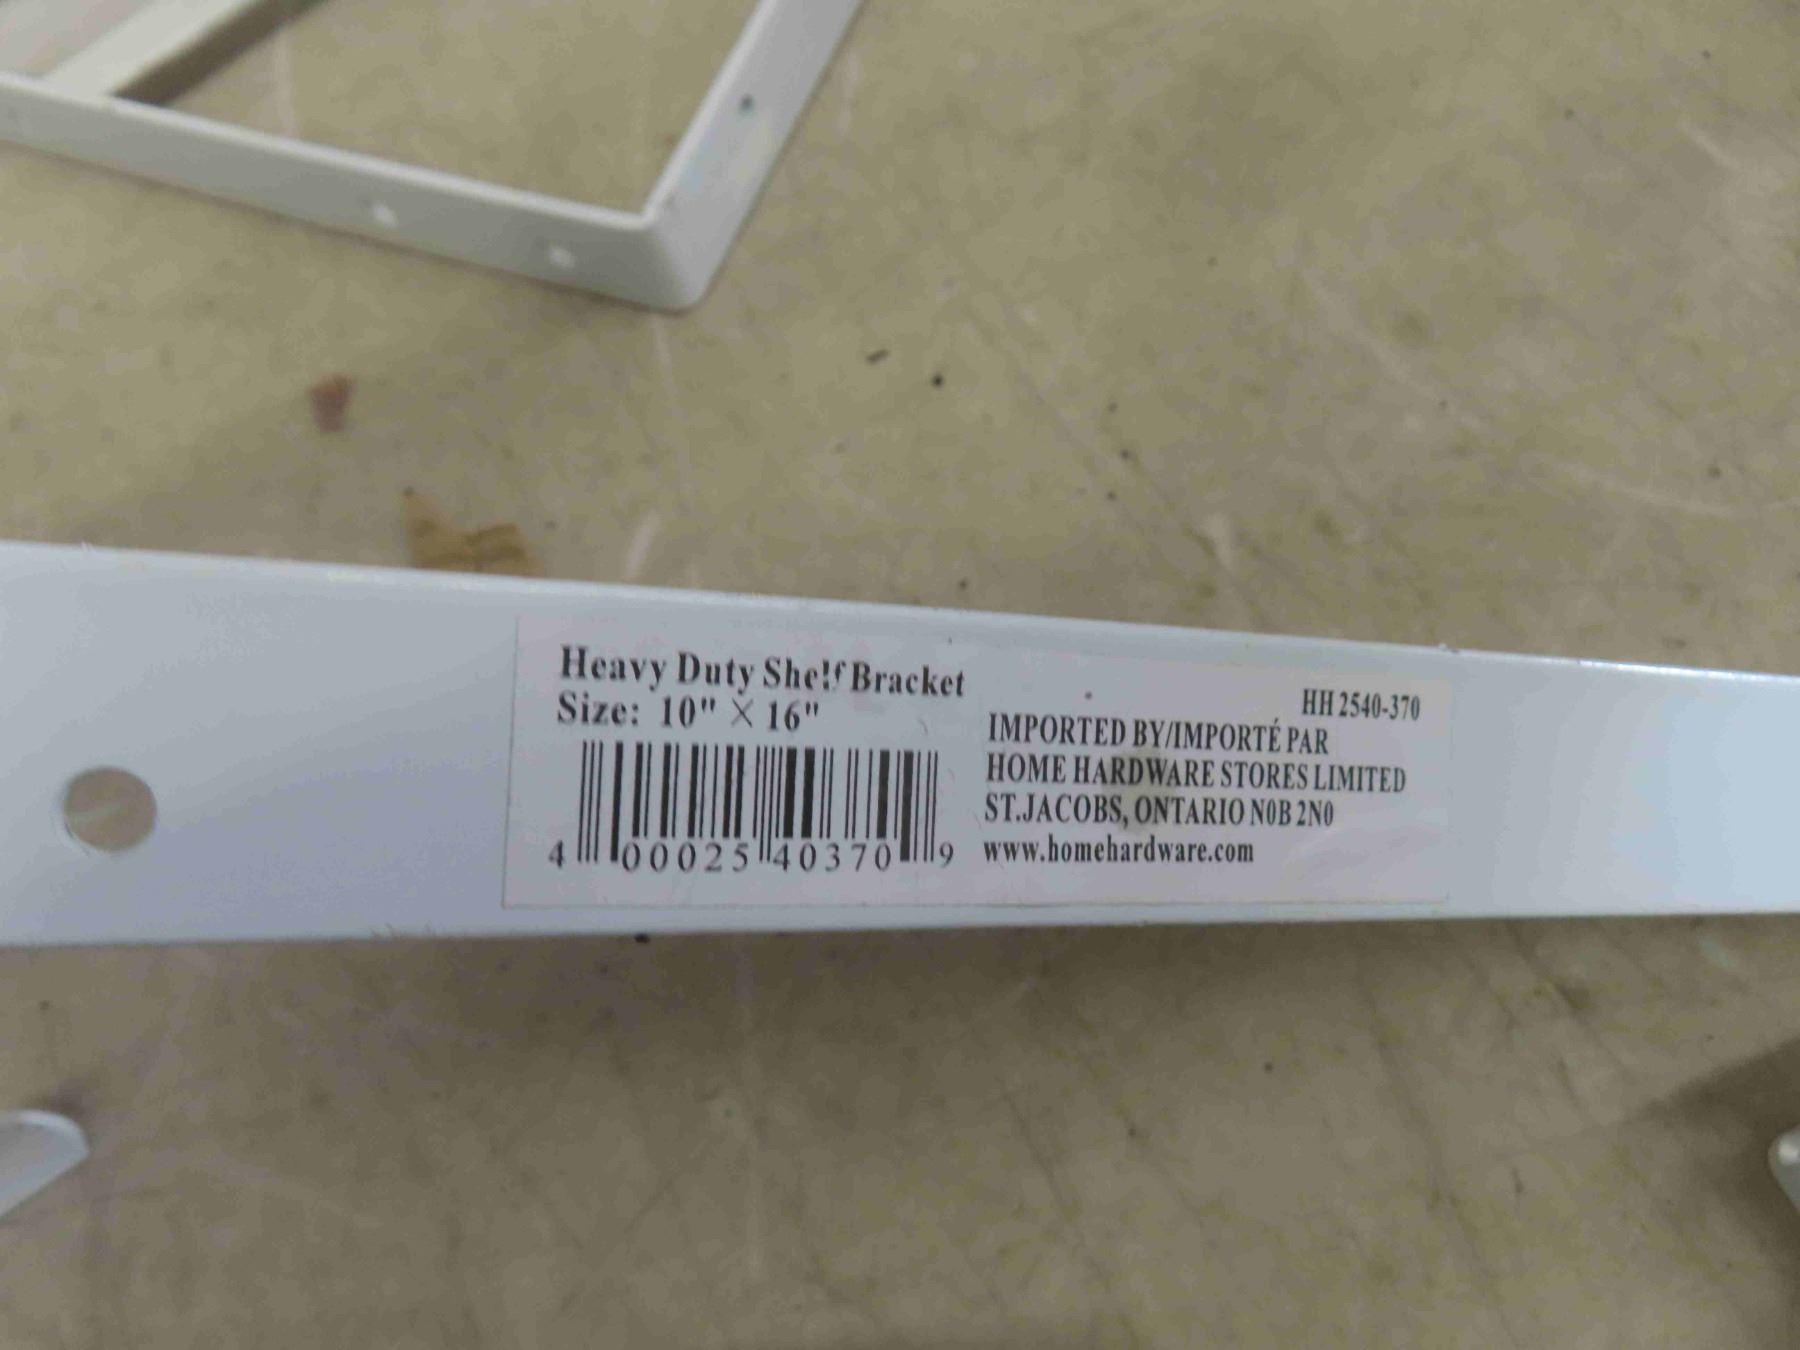 Heavy Duty Shelf Bracket
Size: 10" × 16"
4 00025 40370 9
HH 2540-370
IMPORTED BY/IMPORTÉ PAR
HOME HARDWARE STORES LIMITED
ST.JACOBS, ONTARIO N0B 2N0
www.homehardware.com